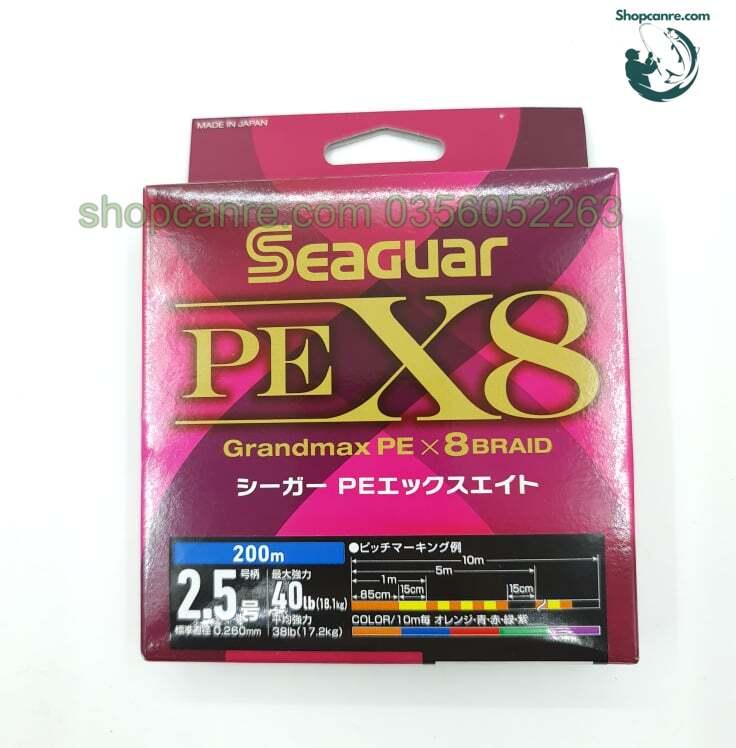 Shopcanre.com
MADE IN JAPAN
shopcanre.com 0356052263
SEAGUAR
PE X8
Grandmax PE × 8 BRAID
シーガー PEエックスエイト
200m
2.5号
号柄
標準直径 0.260mm
最大強力
40lb(18.1kg)
平均強力
38lb(17.2kg)
●ピッチマーキング例
10m
5m
1m
85cm
15cm
15cm
COLOR/10m毎 オレンジ・青・赤・緑・紫